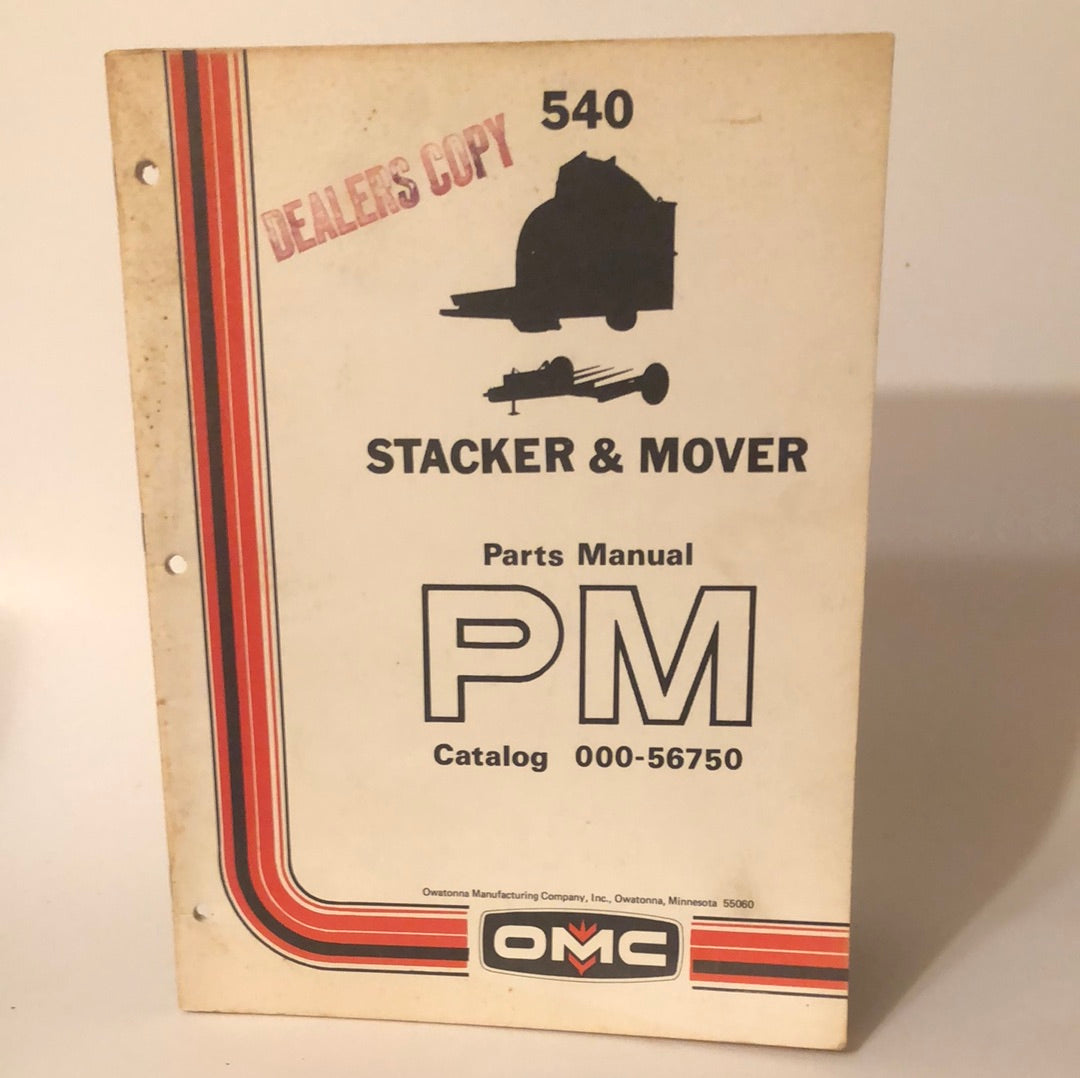 540
DEALERS COPY
STACKER & MOVER
Parts Manual
PM
Catalog 000-56750
Owatonna Manufacturing Company, Inc., Owatonna, Minnesota 55060
OMC